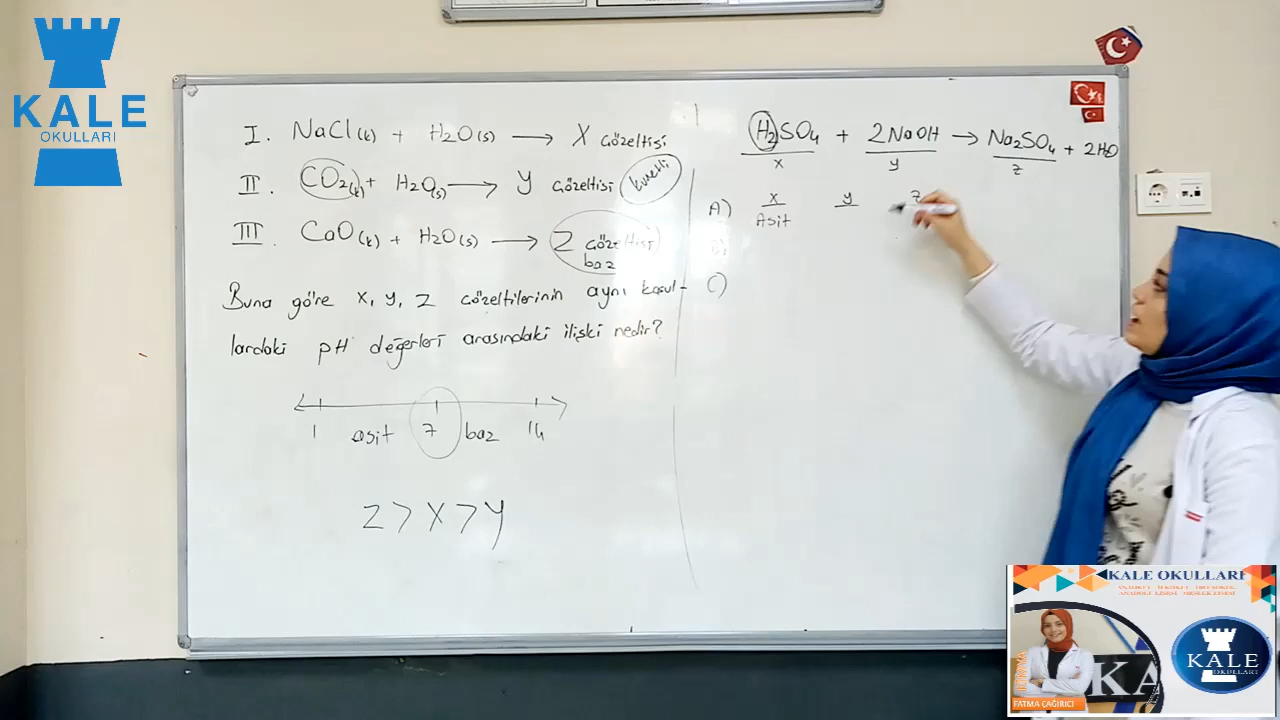 KALE
OKULLARI
I. NaCl(k) + H2O(s) → X çözeltisi
II. CO2(k) + H2O(s) → Y çözeltisi
III. CaO(k) + H2O(s) → Z çözeltisi
baz
Buna göre x, y, z çözeltilerinin aynı koşul-
lardaki pH değerleri arasındaki ilişki nedir?
1 asit 7 baz 14
Z > X > Y
H2SO4 + 2NaOH → Na2SO4 + 2H2O
x y z
A) x y z
Asit
C)
KALE OKULLARI
FATMA ÇAĞIRICI
KALE
OKULLARI